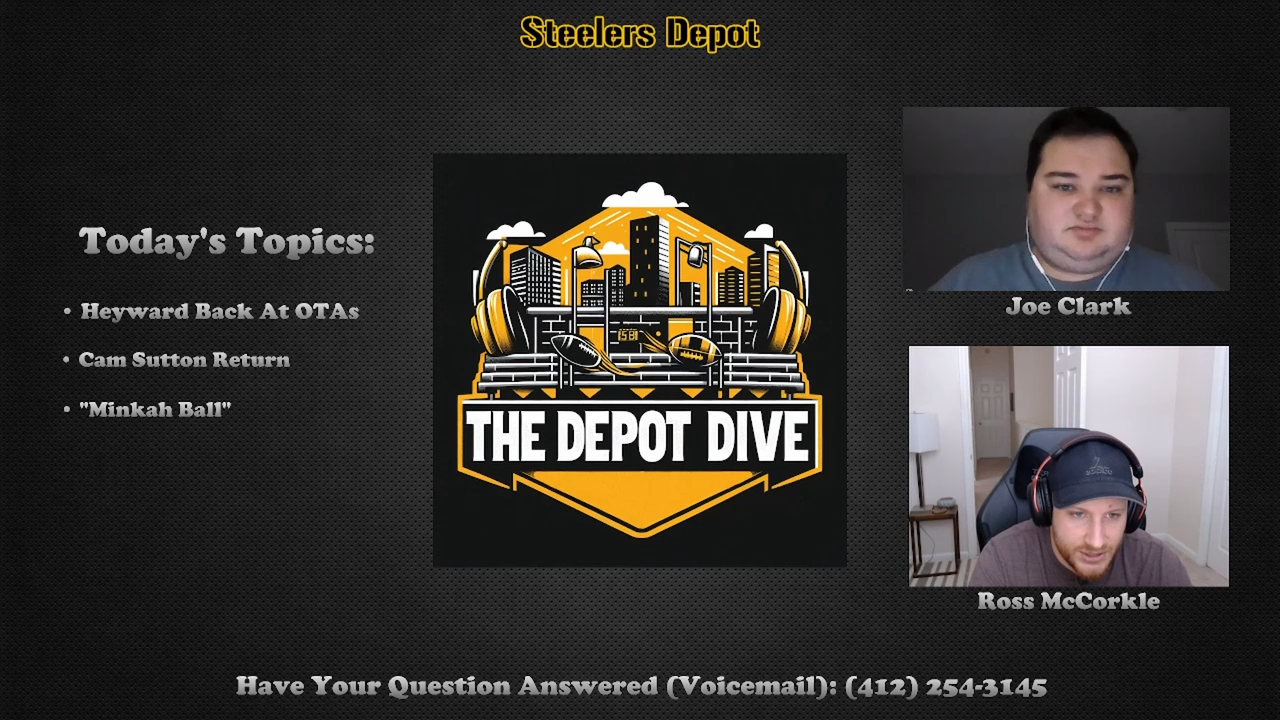 Steelers Depot
Today's Topics:
• Heyward Back At OTAs
• Cam Sutton Return
• "Minkah Ball"
THE DEPOT DIVE
Joe Clark
Ross McCorkle
Have Your Question Answered (Voicemail): (412) 254-3145